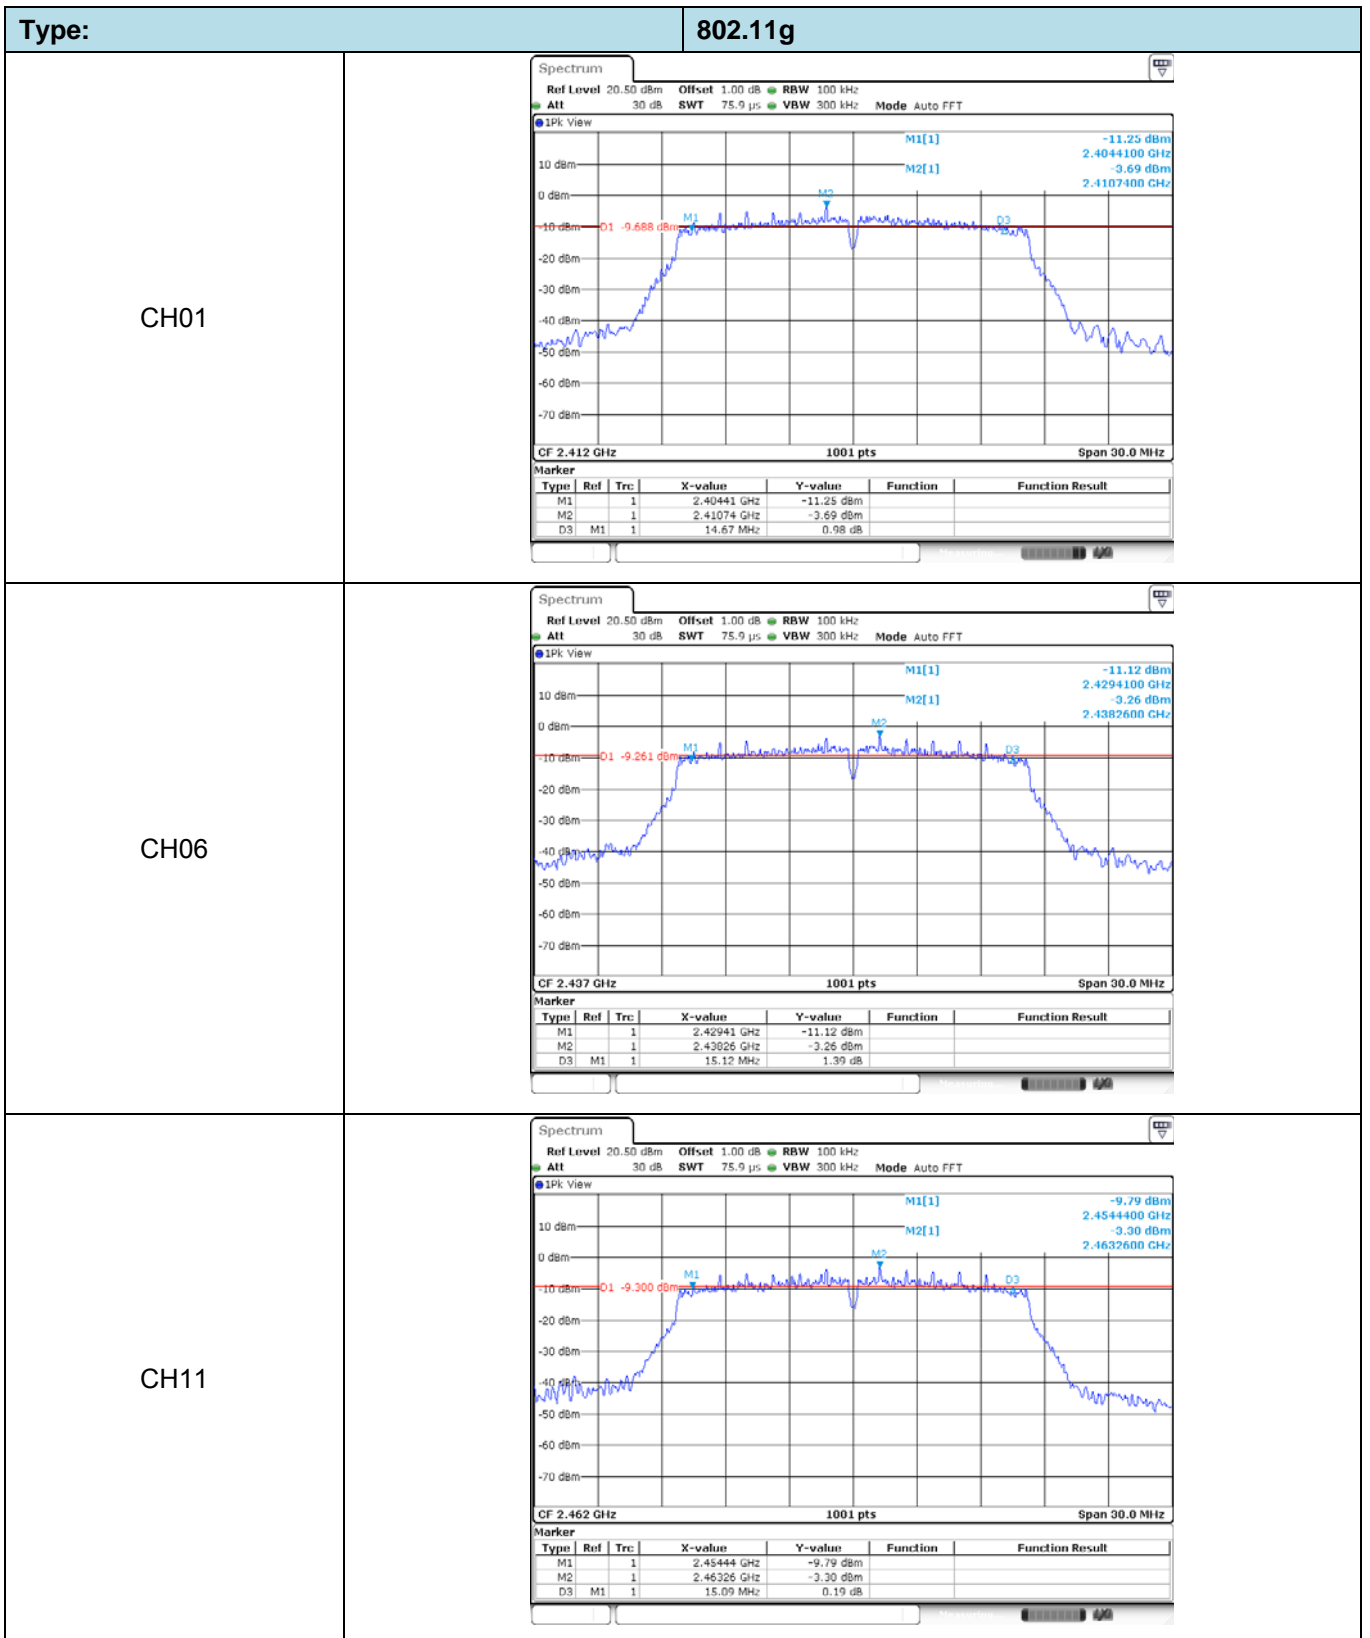 Type: 802.11g
CH01
Spectrum
Ref Level 20.50 dBm Offset 1.00 dB RBW 100 kHz
Att 30 dB SWT 75.9 µs VBW 300 kHz Mode Auto FFT
1Pk View
M1[1] -11.25 dBm
2.4044100 GHz
10 dBm
M2[1] -3.69 dBm
2.4107400 GHz
0 dBm
M2
M1 D3
-10 dBm D1 -9.688 dBm
-20 dBm
-30 dBm
-40 dBm
-50 dBm
-60 dBm
-70 dBm
CF 2.412 GHz 1001 pts Span 30.0 MHz
Marker
Type Ref Trc X-value Y-value Function Function Result
M1 1 2.40441 GHz -11.25 dBm
M2 1 2.41074 GHz -3.69 dBm
D3 M1 1 14.67 MHz 0.98 dB
CH06
Spectrum
Ref Level 20.50 dBm Offset 1.00 dB RBW 100 kHz
Att 30 dB SWT 75.9 µs VBW 300 kHz Mode Auto FFT
1Pk View
M1[1] -11.12 dBm
2.4294100 GHz
10 dBm
M2[1] -3.26 dBm
2.4382600 GHz
0 dBm
M2
M1 D3
-10 dBm D1 -9.261 dBm
-20 dBm
-30 dBm
-40 dBm
-50 dBm
-60 dBm
-70 dBm
CF 2.437 GHz 1001 pts Span 30.0 MHz
Marker
Type Ref Trc X-value Y-value Function Function Result
M1 1 2.42941 GHz -11.12 dBm
M2 1 2.43826 GHz -3.26 dBm
D3 M1 1 15.12 MHz 1.39 dB
CH11
Spectrum
Ref Level 20.50 dBm Offset 1.00 dB RBW 100 kHz
Att 30 dB SWT 75.9 µs VBW 300 kHz Mode Auto FFT
1Pk View
M1[1] -9.79 dBm
2.4544400 GHz
10 dBm
M2[1] -3.30 dBm
2.4632600 GHz
0 dBm
M2
M1 D3
-10 dBm D1 -9.300 dBm
-20 dBm
-30 dBm
-40 dBm
-50 dBm
-60 dBm
-70 dBm
CF 2.462 GHz 1001 pts Span 30.0 MHz
Marker
Type Ref Trc X-value Y-value Function Function Result
M1 1 2.45444 GHz -9.79 dBm
M2 1 2.46326 GHz -3.30 dBm
D3 M1 1 15.09 MHz 0.19 dB